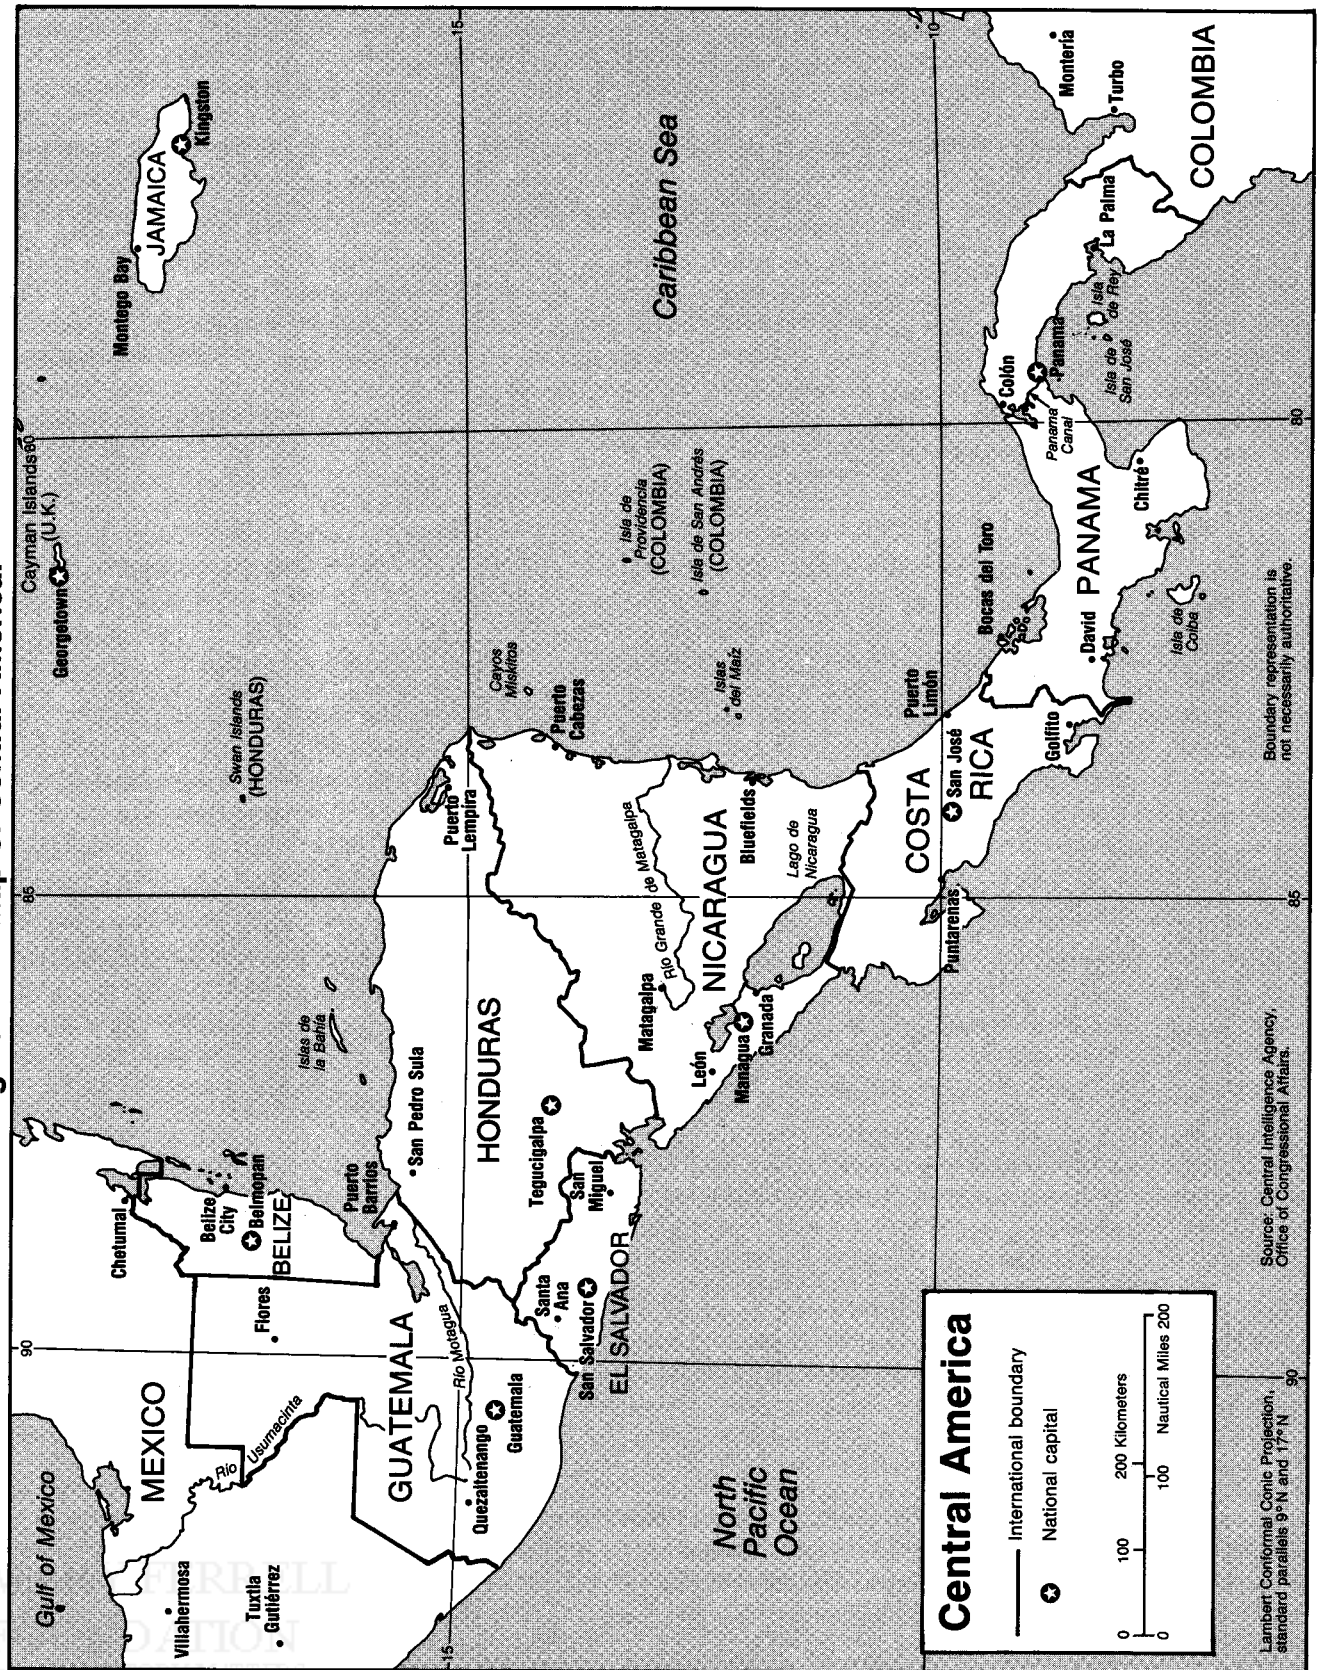 Gulf of Mexico
MEXICO
Villahermosa
Tuxtla
Gutiérrez
Río Usumacinta
Chetumal
Belize
City
Belmopan
BELIZE
Flores
GUATEMALA
Puerto
Barrios
Río Motagua
Quezaltenango
Guatemala
Santa
Ana
San Salvador
EL SALVADOR
San
Miguel
Islas de
la Bahía
San Pedro Sula
HONDURAS
Tegucigalpa
Puerto
Lempira
Swan Islands
(HONDURAS)
Cayman Islands
(U.K.)
Georgetown
Montego Bay
JAMAICA
Kingston
Caribbean Sea
Cayos
Miskitos
Puerto
Cabezas
Isla de
Providencia
(COLOMBIA)
Isla de San Andrés
(COLOMBIA)
Islas
del Maíz
Matagalpa
Río Grande de Matagalpa
NICARAGUA
León
Managua
Granada
Bluefields
Lago de
Nicaragua
COSTA
RICA
Puntarenas
San José
Puerto
Limón
Golfito
Bocas del Toro
David
PANAMA
Isla de
Coiba
Chitré
Colón
Panama
Canal
Panama
Isla de
San José
Isla
de Rey
La Palma
Montería
Turbo
COLOMBIA
North
Pacific
Ocean
90
85
80
15
10
15
90
85
80
Central America
International boundary
National capital
0 100 200 Kilometers
0 100 Nautical Miles 200
Lambert Conformal Conic Projection,
standard parallels 9°N and 17°N
Source: Central Intelligence Agency,
Office of Congressional Affairs.
Boundary representation is
not necessarily authoritative.